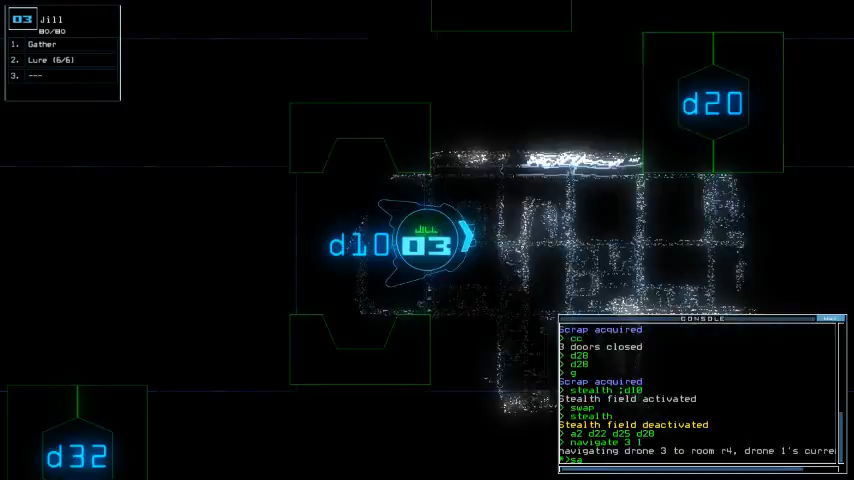 03 Jill
80/80
1. Gather
2. Lure (6/6)
3. ---
d20
d10
JILL
03
d32
CONSOLE
Scrap acquired
> cc
3 doors closed
> d28
> d28
> g
Scrap acquired
> stealth ;d10
Stealth field activated
> swap
> stealth
Stealth field deactivated
> a2 d22 d25 d28
> navigate 3 1
navigating drone 3 to room r4, drone 1's curre
>sa